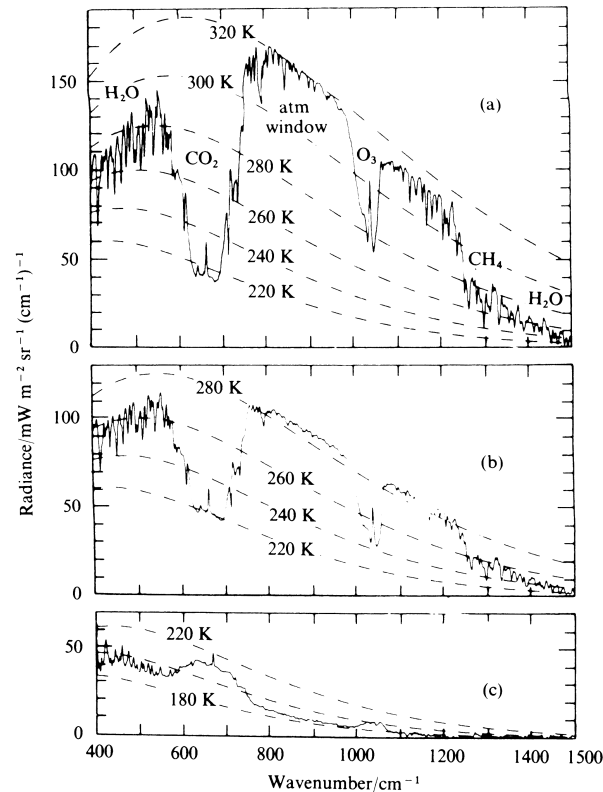 320 K
150
H₂O
300 K
(a)
atm
window
CO₂
O₃
100
280 K
260 K
50
240 K
CH₄
220 K
H₂O
0
Radiance/mW m⁻² sr⁻¹ (cm⁻¹)⁻¹
280 K
100
(b)
260 K
50
240 K
220 K
0
50
220 K
180 K
(c)
0
400 600 800 1000 1200 1400 1500
Wavenumber/cm⁻¹